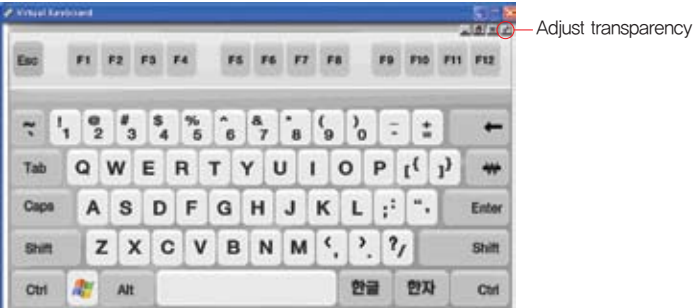 Virtual Keyboard
Adjust transparency
Esc F1 F2 F3 F4 F5 F6 F7 F8 F9 F10 F11 F12
~ ` ! 1 @ 2 # 3 $ 4 % 5 ^ 6 & 7 * 8 ( 9 ) 0 - + = ←
Tab Q W E R T Y U I O P [ { ] } ₩
Caps A S D F G H J K L ; : " ' Enter
Shift Z X C V B N M < , > . ? / Shift
Ctrl Alt 한글 한자 Ctrl